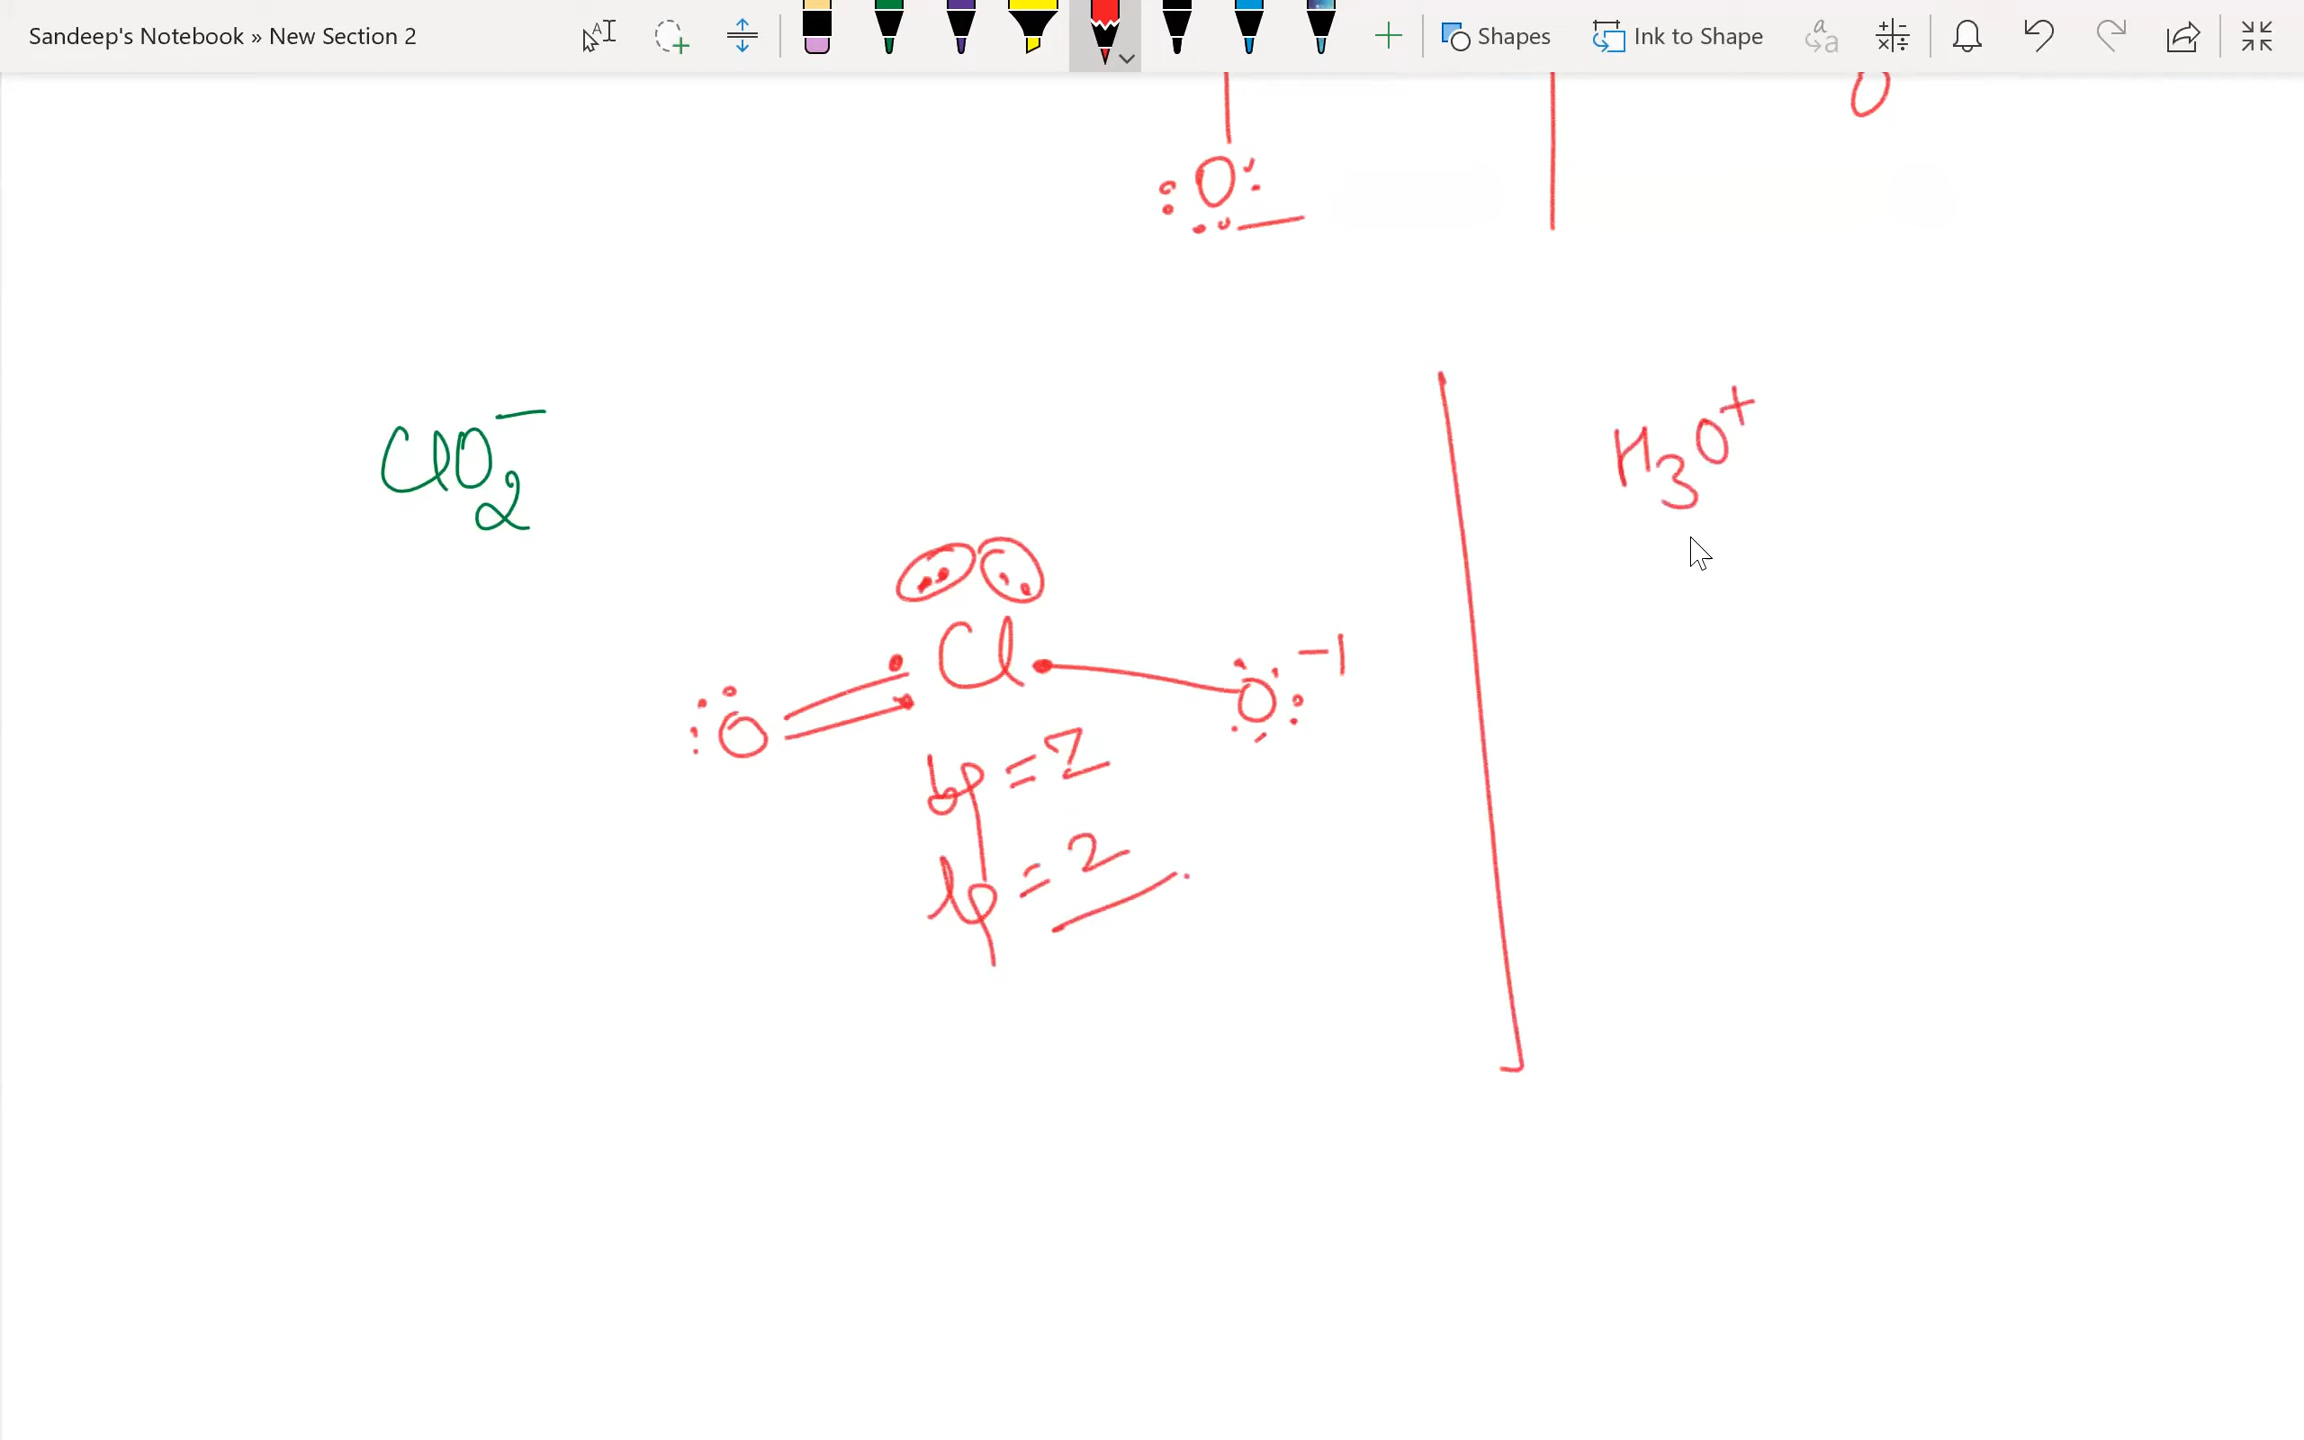 Sandeep's Notebook » New Section 2
Shapes
Ink to Shape
O
O
ClO2−
H3O+
Cl
O
O −1
bp = 2
lp = 2